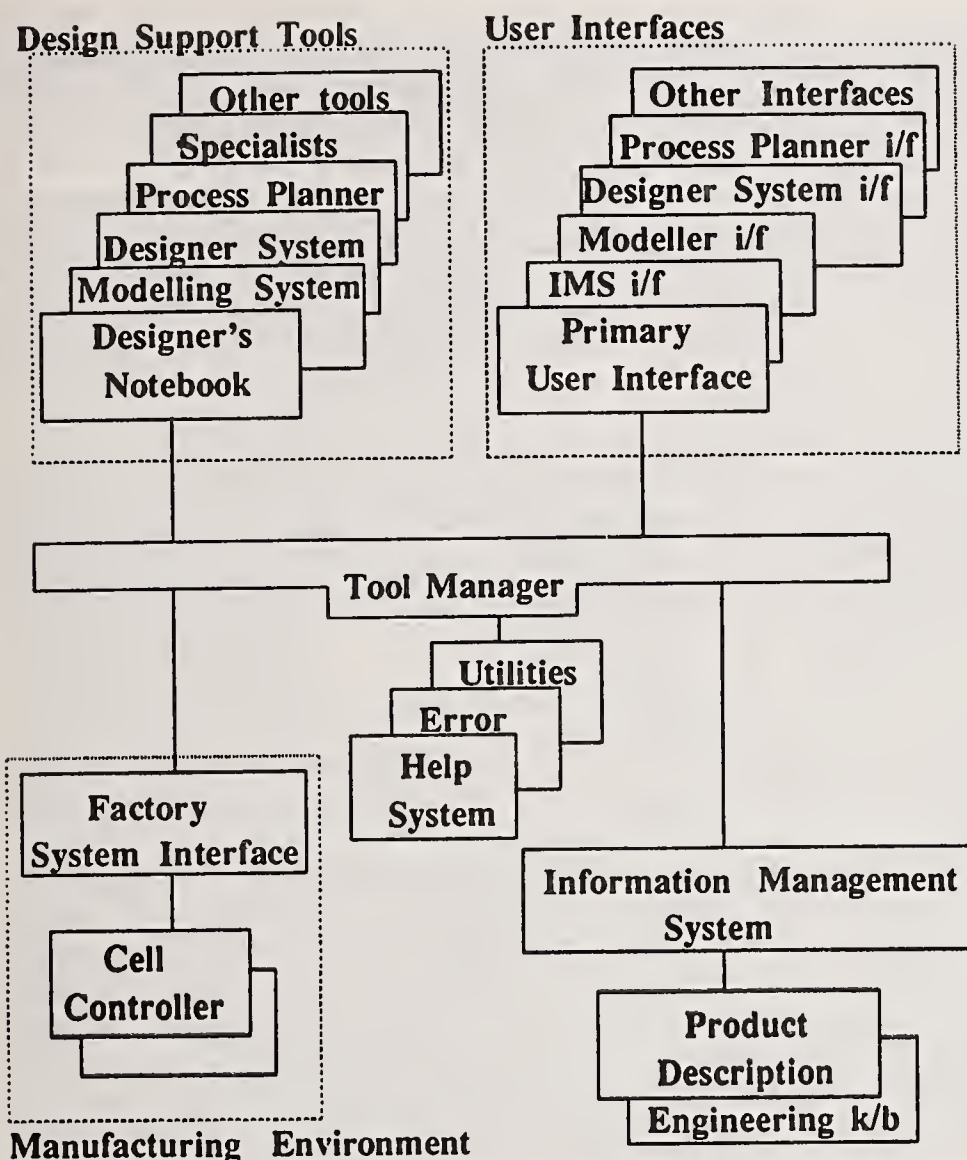 Design Support Tools
Other tools
Specialists
Process Planner
Designer System
Modelling System
Designer's
Notebook
User Interfaces
Other Interfaces
Process Planner i/f
Designer System i/f
Modeller i/f
IMS i/f
Primary
User Interface
Tool Manager
Utilities
Error
Help
System
Factory
System Interface
Cell
Controller
Manufacturing Environment
Information Management
System
Product
Description
Engineering k/b